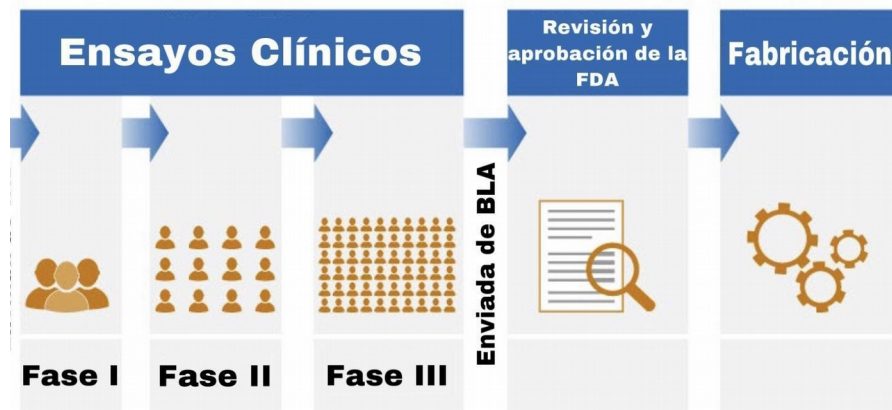 Ensayos Clínicos
Revisión y
aprobación de la
FDA
Fabricación
Enviada de BLA
Fase I
Fase II
Fase III